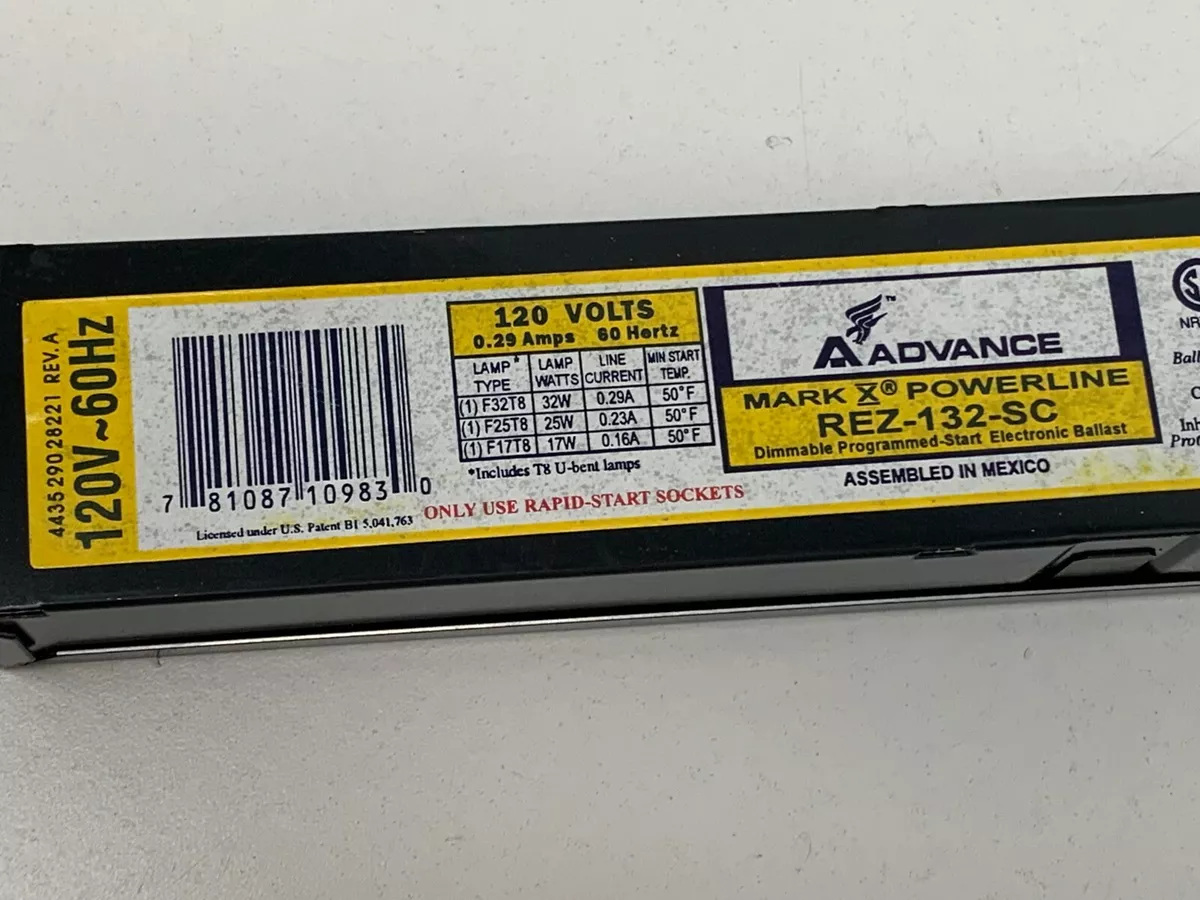 4435 290 28221 REV. A
120V~60Hz
7 81087 10983 0
Licensed under U.S. Patent B1 5,041,763
120 VOLTS
0.29 Amps 60 Hertz
LAMP* TYPE LAMP WATTS LINE CURRENT MIN START TEMP.
(1) F32T8 32W 0.29A 50°F
(1) F25T8 25W 0.23A 50°F
(1) F17T8 17W 0.16A 50°F
*Includes T8 U-bent lamps
ONLY USE RAPID-START SOCKETS
ADVANCE
MARK X® POWERLINE
REZ-132-SC
Dimmable Programmed-Start Electronic Ballast
ASSEMBLED IN MEXICO